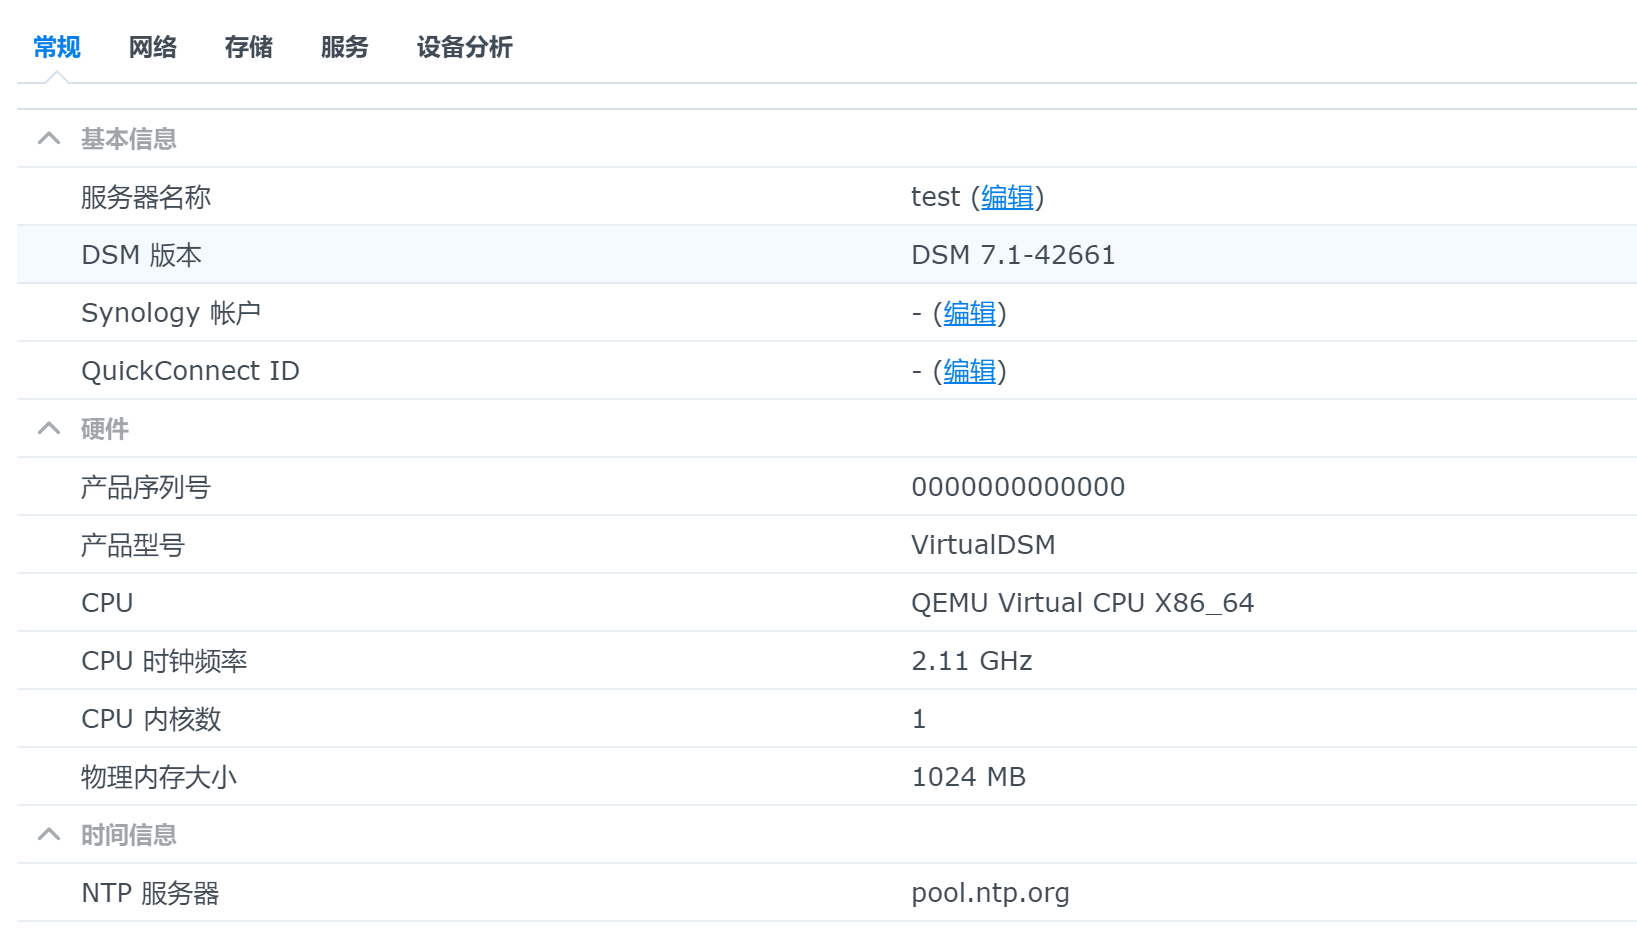 常规 网络 存储 服务 设备分析
基本信息
服务器名称 test (编辑)
DSM 版本 DSM 7.1-42661
Synology 帐户 - (编辑)
QuickConnect ID - (编辑)
硬件
产品序列号 0000000000000
产品型号 VirtualDSM
CPU QEMU Virtual CPU X86_64
CPU 时钟频率 2.11 GHz
CPU 内核数 1
物理内存大小 1024 MB
时间信息
NTP 服务器 pool.ntp.org